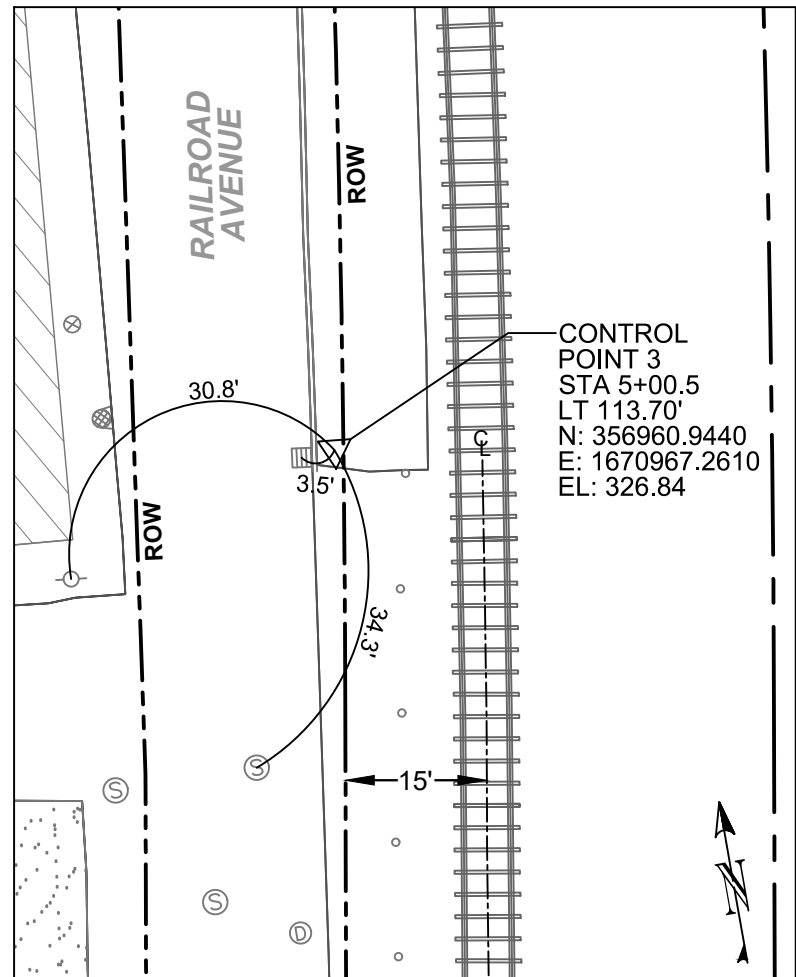 RAILROAD
AVENUE
ROW
CONTROL
POINT 3
STA 5+00.5
LT 113.70'
N: 356960.9440
E: 1670967.2610
EL: 326.84
30.8'
CL
3.5'
ROW
34.3'
S
15'
S
S
D
N